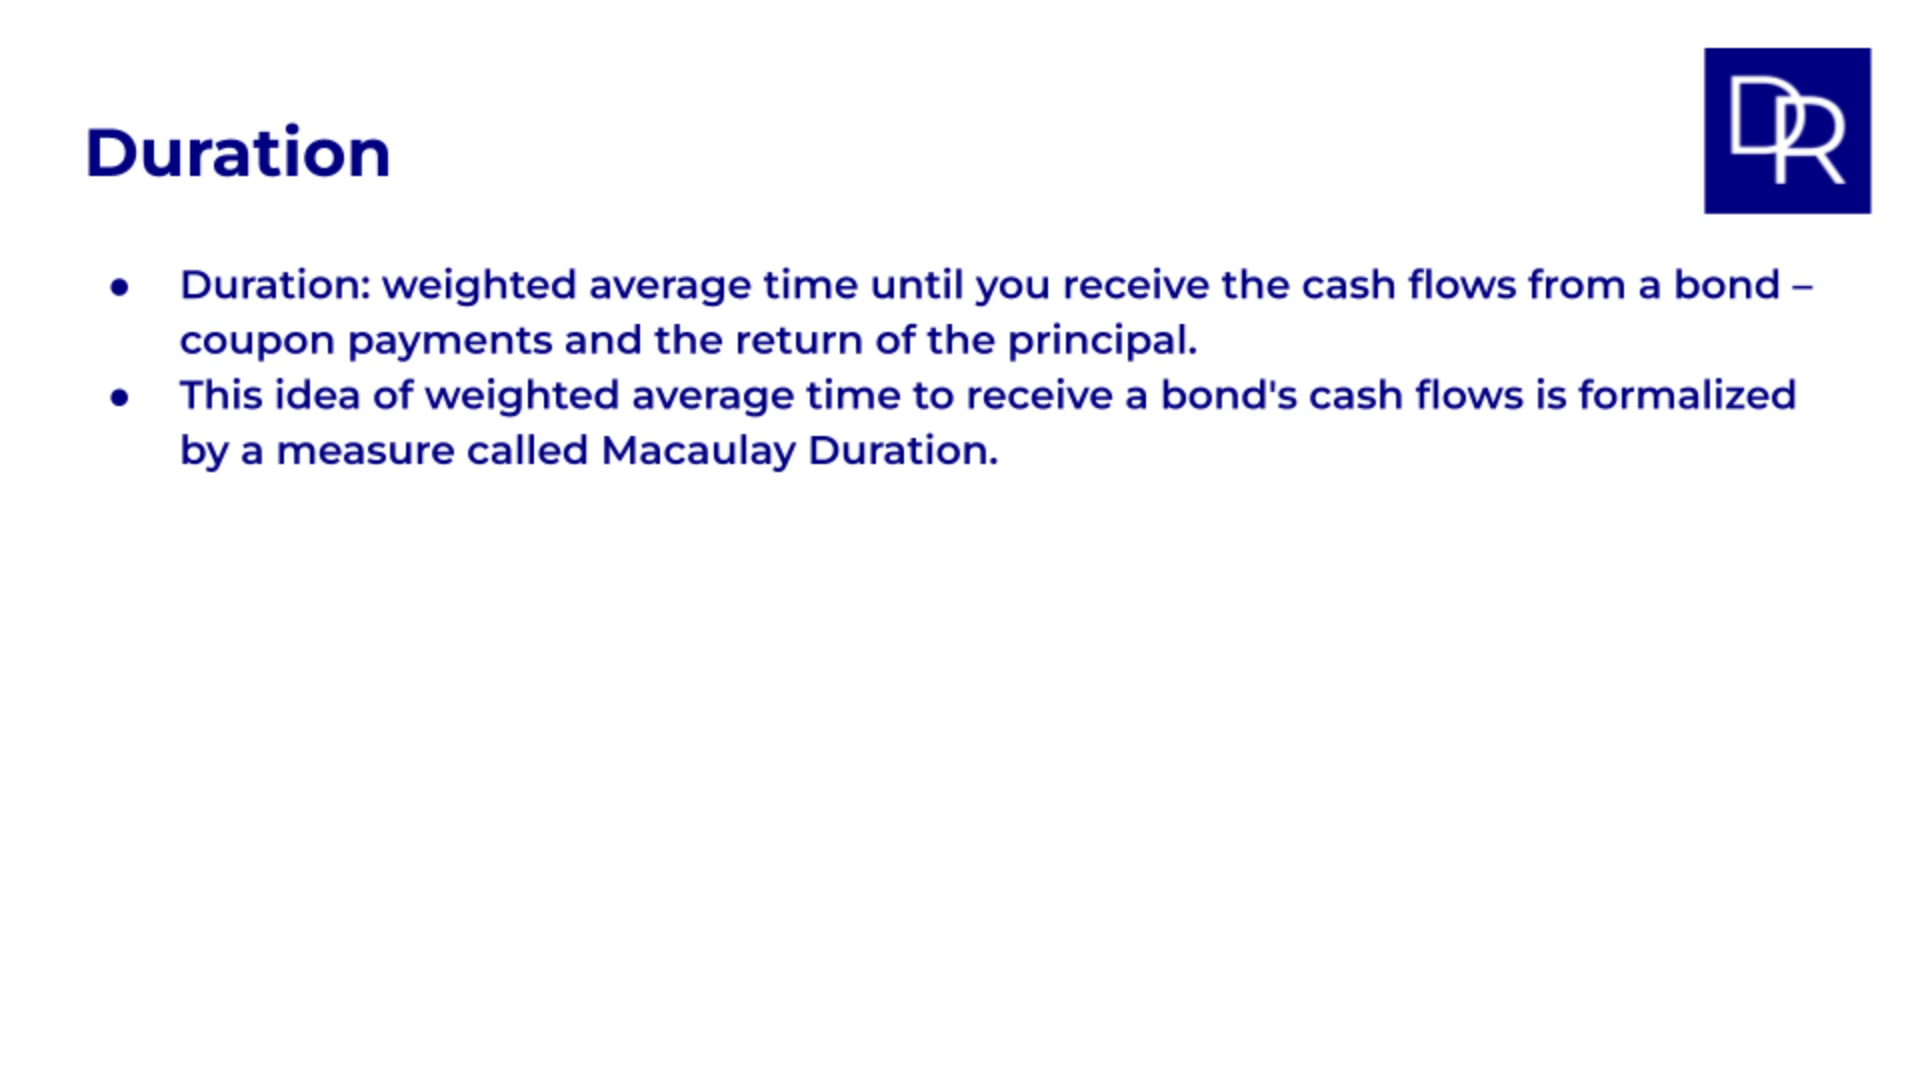 DR
Duration
● Duration: weighted average time until you receive the cash flows from a bond –
coupon payments and the return of the principal.
● This idea of weighted average time to receive a bond's cash flows is formalized
by a measure called Macaulay Duration.